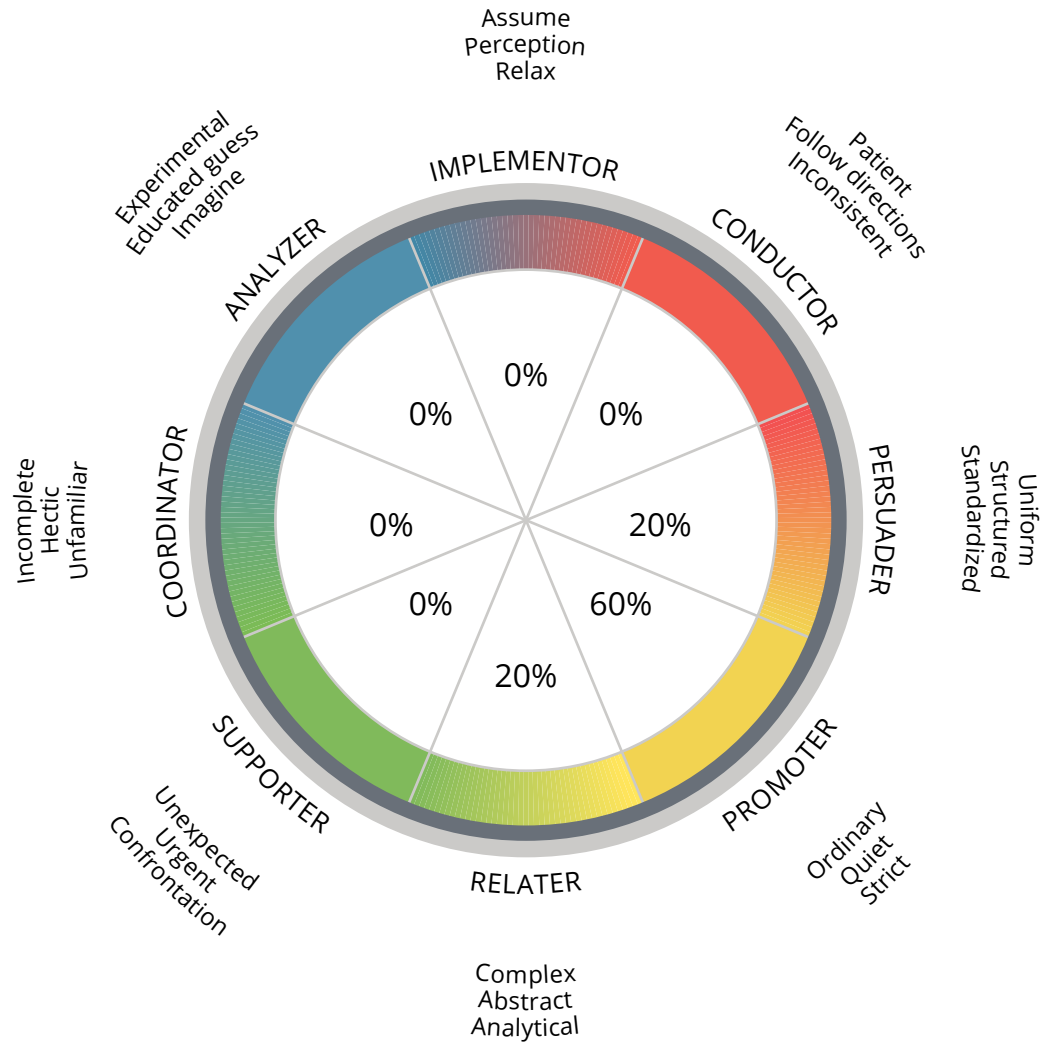 Assume
Perception
Relax
IMPLEMENTOR
0%
Patient
Follow directions
Inconsistent
CONDUCTOR
0%
Uniform
Structured
Standardized
PERSUADER
20%
Ordinary
Quiet
Strict
PROMOTER
60%
20%
RELATER
Complex
Abstract
Analytical
0%
SUPPORTER
Unexpected
Urgent
Confrontation
0%
COORDINATOR
Incomplete
Hectic
Unfamiliar
0%
ANALYZER
Experimental
Educated guess
Imagine